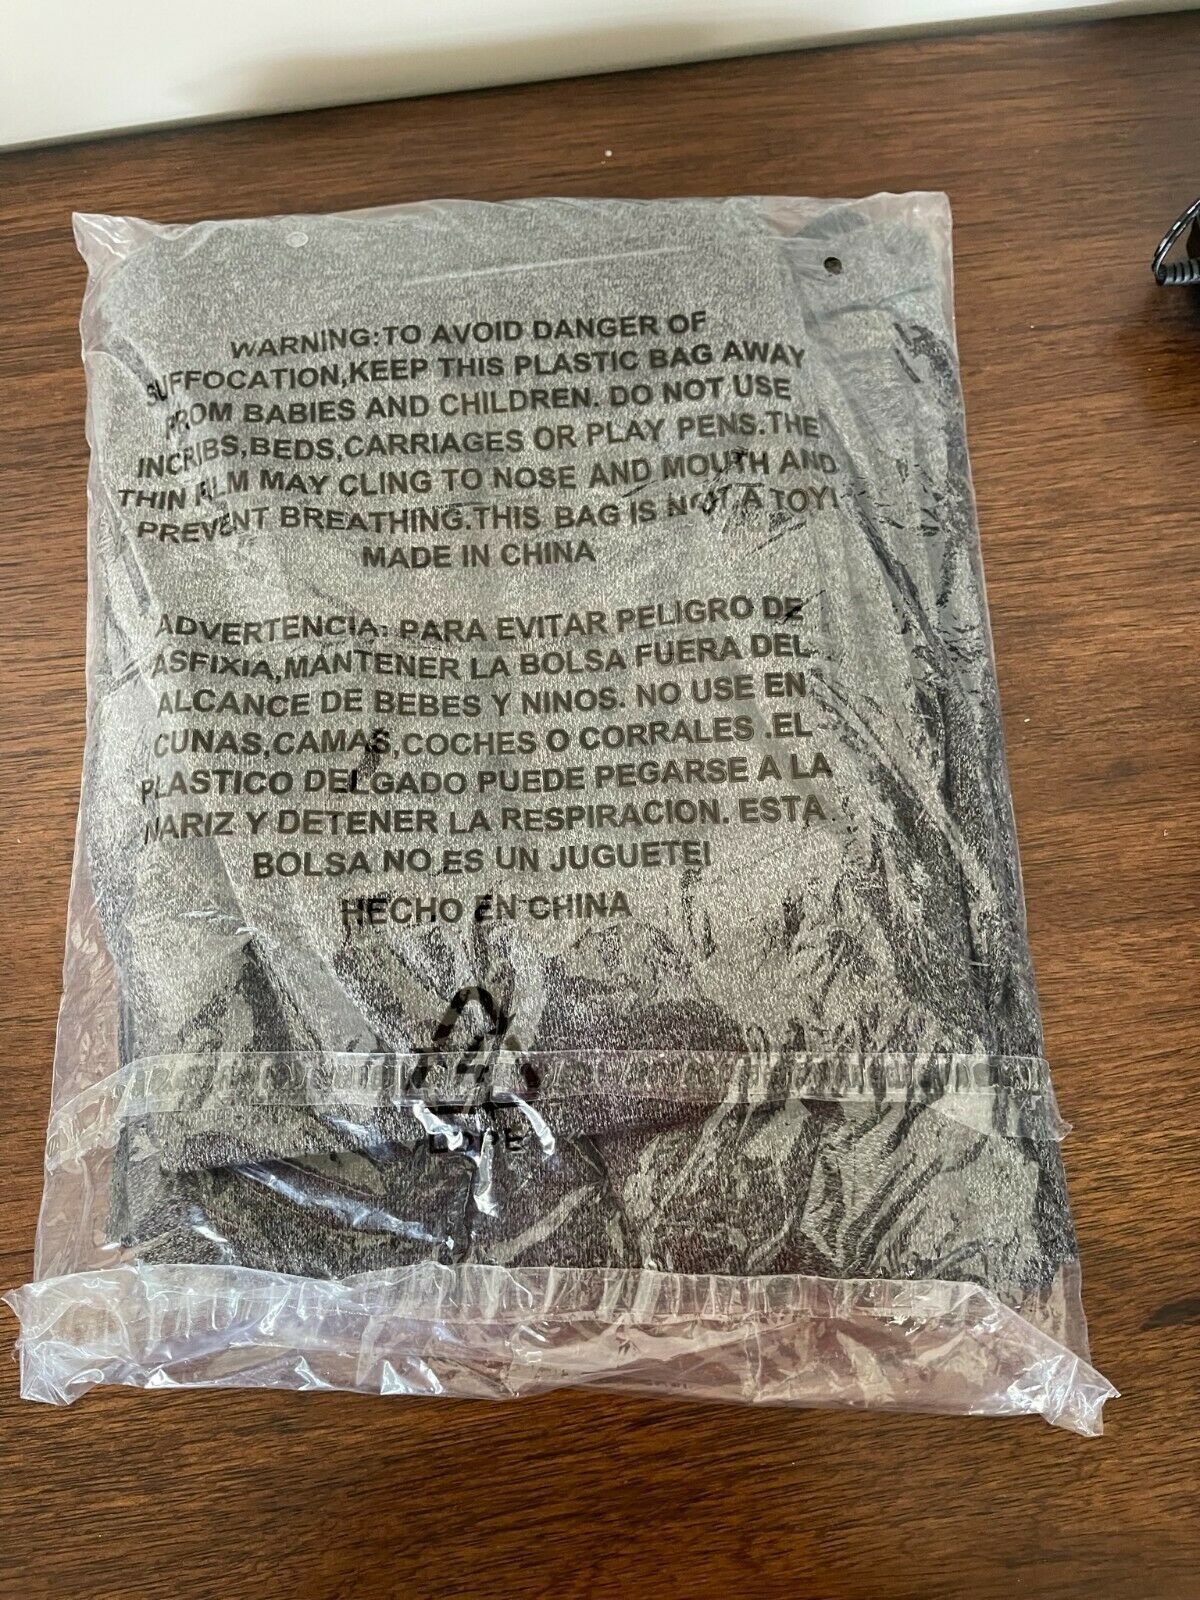 WARNING:TO AVOID DANGER OF
SUFFOCATION,KEEP THIS PLASTIC BAG AWAY
FROM BABIES AND CHILDREN. DO NOT USE
INCRIBS,BEDS,CARRIAGES OR PLAY PENS.THE
THIN FILM MAY CLING TO NOSE AND MOUTH AND
PREVENT BREATHING.THIS BAG IS NOT A TOY!
MADE IN CHINA
ADVERTENCIA: PARA EVITAR PELIGRO DE
ASFIXIA,MANTENER LA BOLSA FUERA DEL
ALCANCE DE BEBES Y NINOS. NO USE EN
CUNAS,CAMAS,COCHES O CORRALES .EL
PLASTICO DELGADO PUEDE PEGARSE A LA
NARIZ Y DETENER LA RESPIRACION. ESTA
BOLSA NO ES UN JUGUETE!
HECHO EN CHINA
4
LDPE